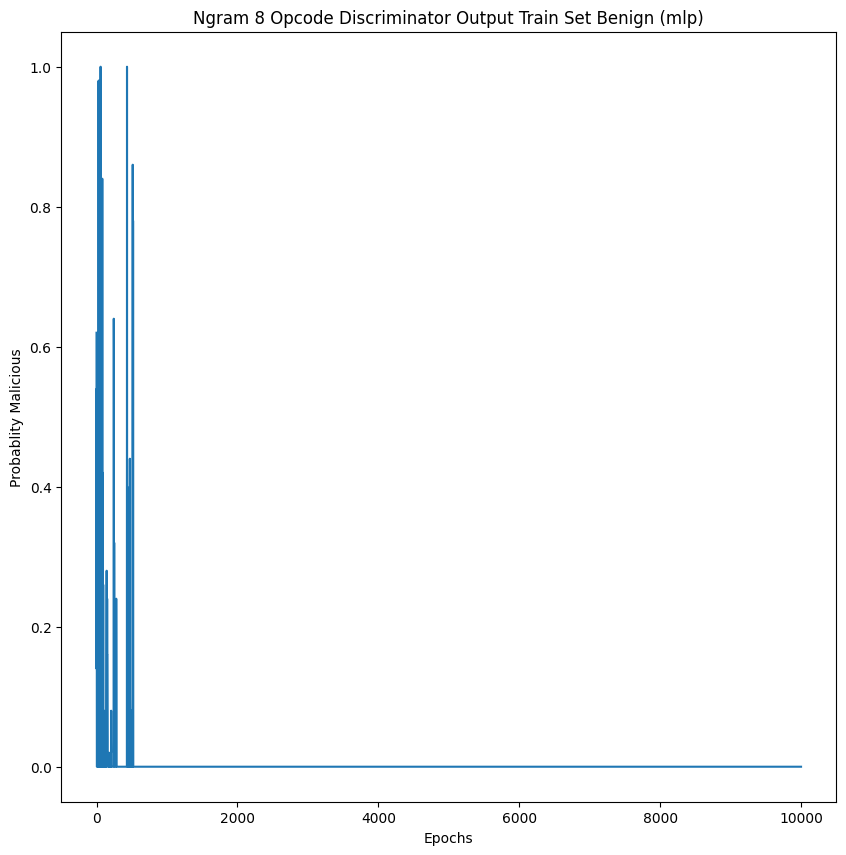 Ngram 8 Opcode Discriminator Output Train Set Benign (mlp)
1.0
0.8
0.6
0.4
0.2
0.0
Probablity Malicious
0 2000 4000 6000 8000 10000
Epochs